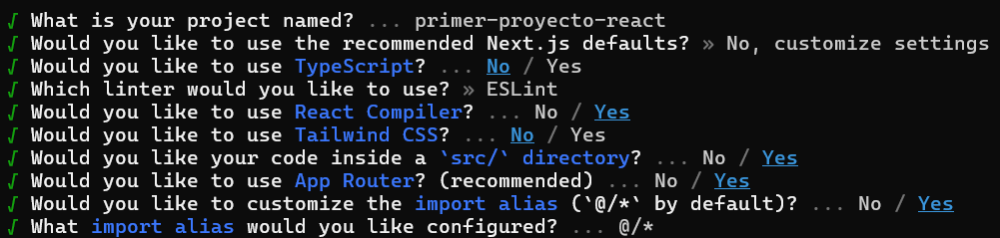 √ What is your project named? ... primer-proyecto-react
√ Would you like to use the recommended Next.js defaults? » No, customize settings
√ Would you like to use TypeScript? ... No / Yes
√ Which linter would you like to use? » ESLint
√ Would you like to use React Compiler? ... No / Yes
√ Would you like to use Tailwind CSS? ... No / Yes
√ Would you like your code inside a `src/` directory? ... No / Yes
√ Would you like to use App Router? (recommended) ... No / Yes
√ Would you like to customize the import alias (`@/*` by default)? ... No / Yes
√ What import alias would you like configured? ... @/*